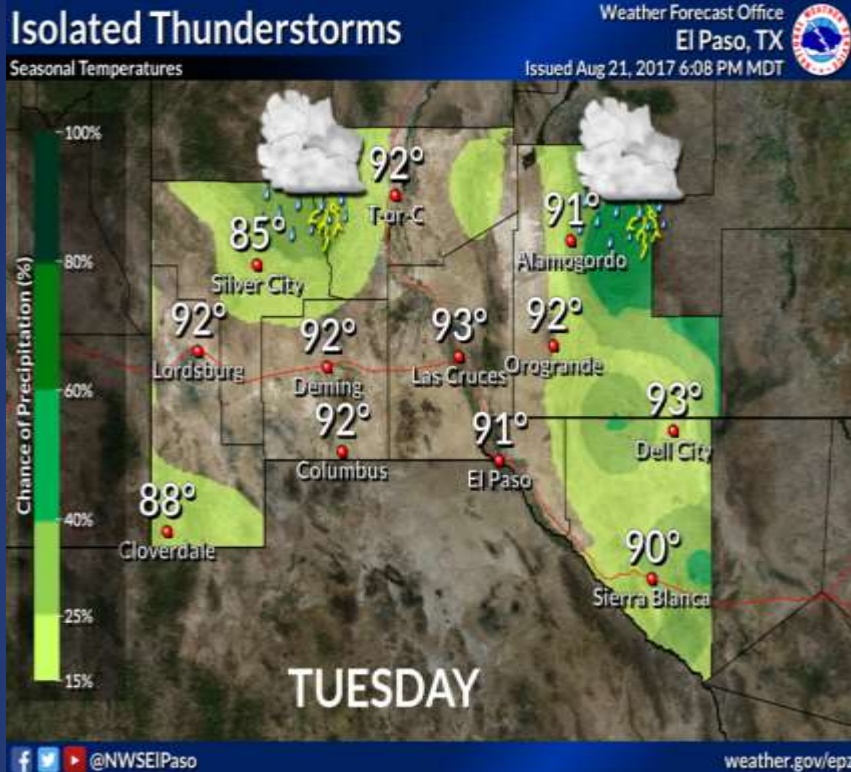 Isolated Thunderstorms
Weather Forecast Office
El Paso, TX
Seasonal Temperatures
Issued Aug 21, 2017 6:08 PM MDT
Chance of Precipitation (%)
100%
80%
60%
40%
25%
15%
92°
T-or-C
85°
Silver City
91°
Alamogordo
92°
Lordsburg
92°
Deming
93°
Las Cruces
92°
Orogrande
92°
Columbus
91°
El Paso
93°
Dell City
88°
Cloverdale
90°
Sierra Blanca
TUESDAY
@NWSElPaso
weather.gov/epz